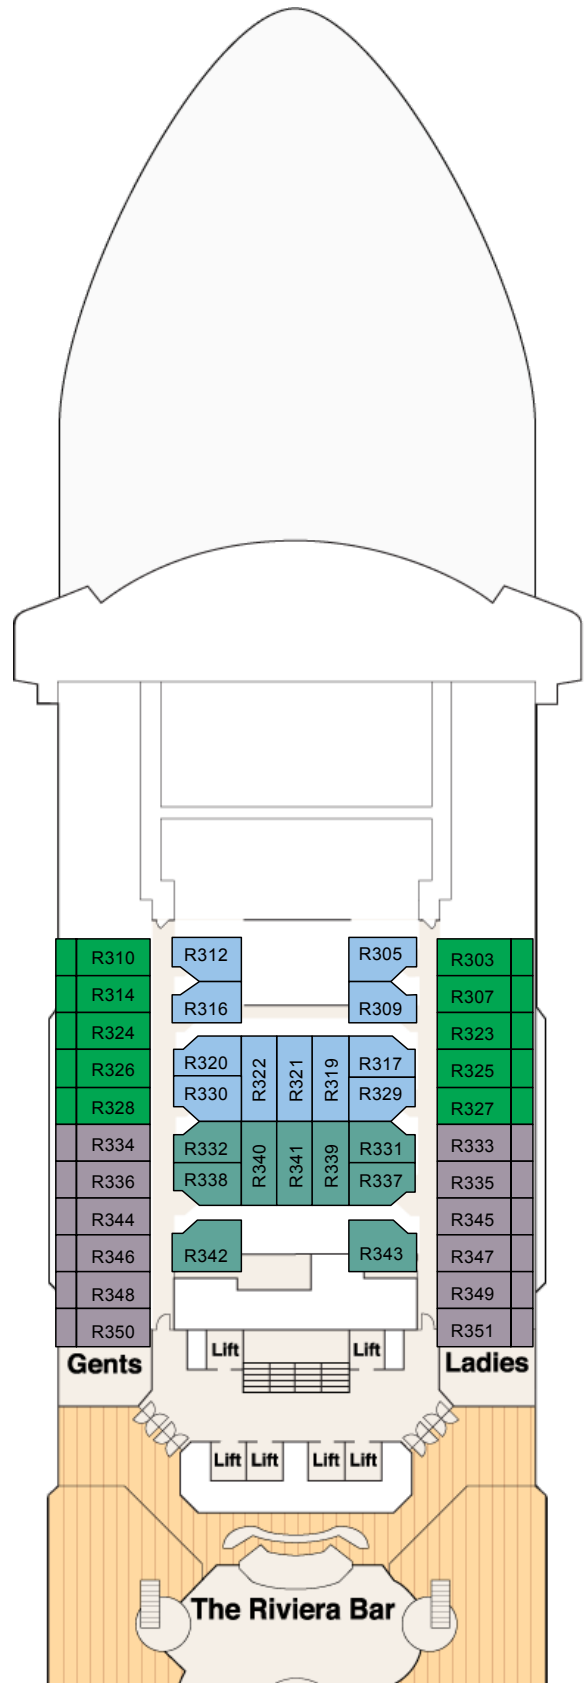 R312
R305
R310
R303
R314
R316
R309
R307
R324
R323
R320
R322
R321
R319
R317
R326
R325
R330
R329
R328
R327
R334
R332
R340
R341
R339
R331
R333
R336
R338
R337
R335
R344
R345
R346
R342
R343
R347
R348
R349
R350
R351
Lift
Lift
Gents
Ladies
Lift
Lift
Lift
Lift
The Riviera Bar